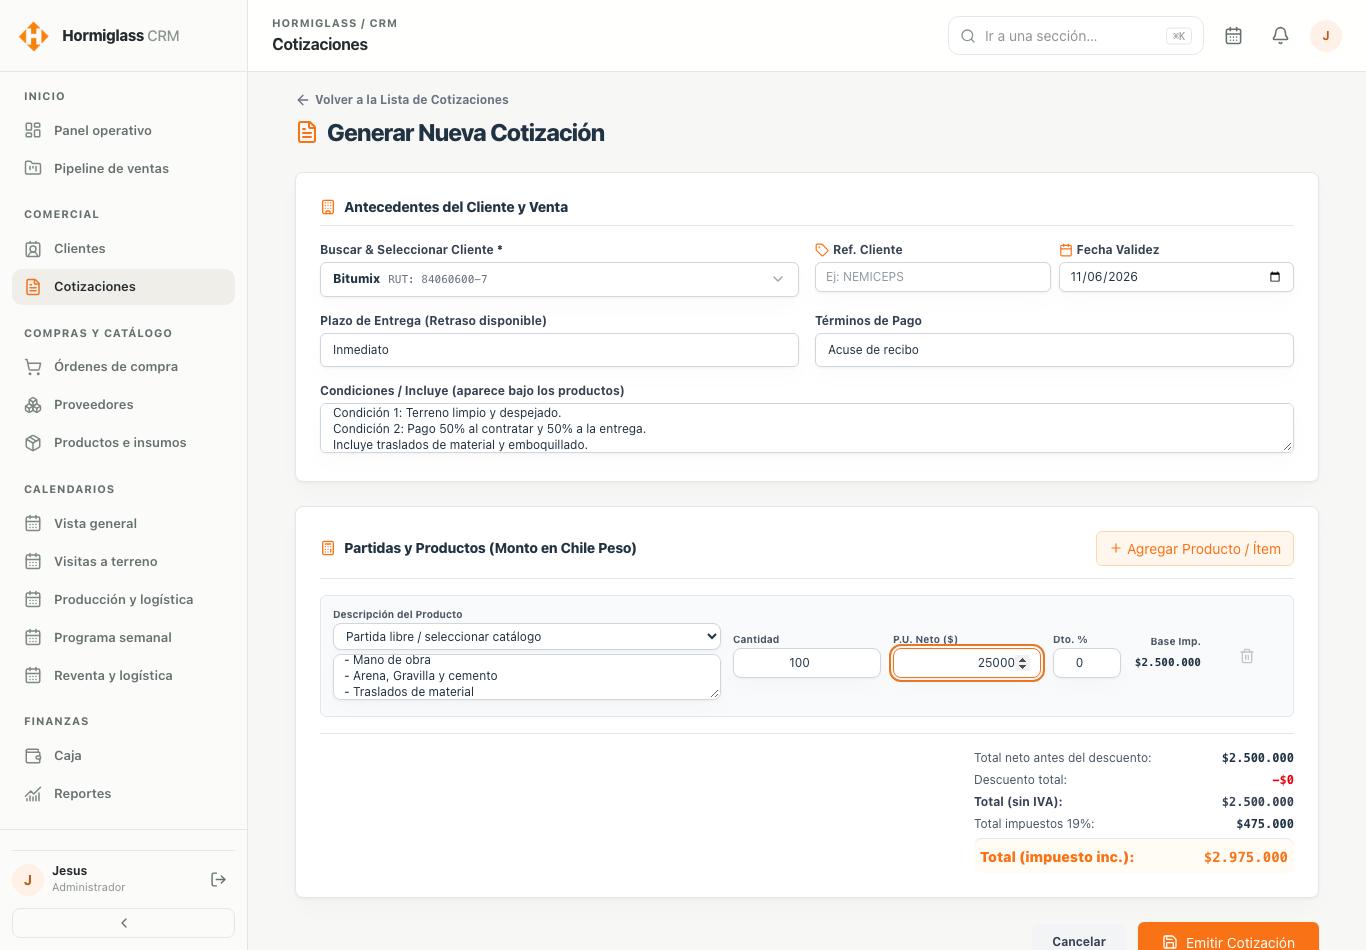 Hormiglass CRM
INICIO
Panel operativo
Pipeline de ventas
COMERCIAL
Clientes
Cotizaciones
COMPRAS Y CATÁLOGO
Órdenes de compra
Proveedores
Productos e insumos
CALENDARIOS
Vista general
Visitas a terreno
Producción y logística
Programa semanal
Reventa y logística
FINANZAS
Caja
Reportes
J
Jesus
Administrador
HORMIGLASS / CRM
Cotizaciones
Ir a una sección...
⌘K
J
Volver a la Lista de Cotizaciones
Generar Nueva Cotización
Antecedentes del Cliente y Venta
Buscar & Seleccionar Cliente *
Bitumix RUT: 84060600-7
Ref. Cliente
Ej: NEMICEPS
Fecha Validez
11/06/2026
Plazo de Entrega (Retraso disponible)
Inmediato
Términos de Pago
Acuse de recibo
Condiciones / Incluye (aparece bajo los productos)
Condición 1: Terreno limpio y despejado.
Condición 2: Pago 50% al contratar y 50% a la entrega.
Incluye traslados de material y emboquillado.
Partidas y Productos (Monto en Chile Peso)
+ Agregar Producto / Ítem
Descripción del Producto
Partida libre / seleccionar catálogo
- Mano de obra
- Arena, Gravilla y cemento
- Traslados de material
Cantidad
100
P.U. Neto ($)
25000
Dto. %
0
Base Imp.
$2.500.000
Total neto antes del descuento: $2.500.000
Descuento total: -$0
Total (sin IVA): $2.500.000
Total impuestos 19%: $475.000
Total (impuesto inc.): $2.975.000
Cancelar
Emitir Cotización